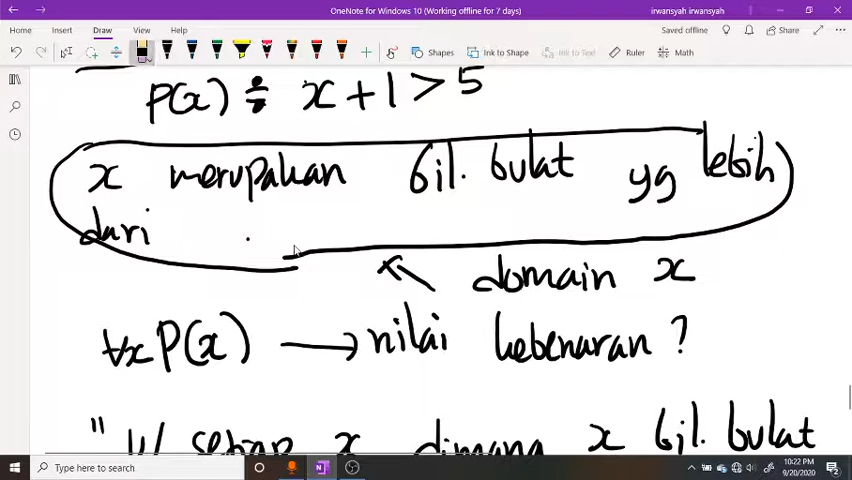 OneNote for Windows 10 (Working offline for 7 days)
irwansyah irwansyah
Home Insert Draw View Help
Saved offline Share
Shapes Ink to Shape Ink to Text Ruler Math
P(x) ÷ x + 1 > 5
x merupakan bil. bulat yg lebih
dari .
domain x
∀x P(x) → nilai kebenaran ?
" U/ setiap x dimana x bil. bulat
Type here to search
10:22 PM
9/20/2020
2